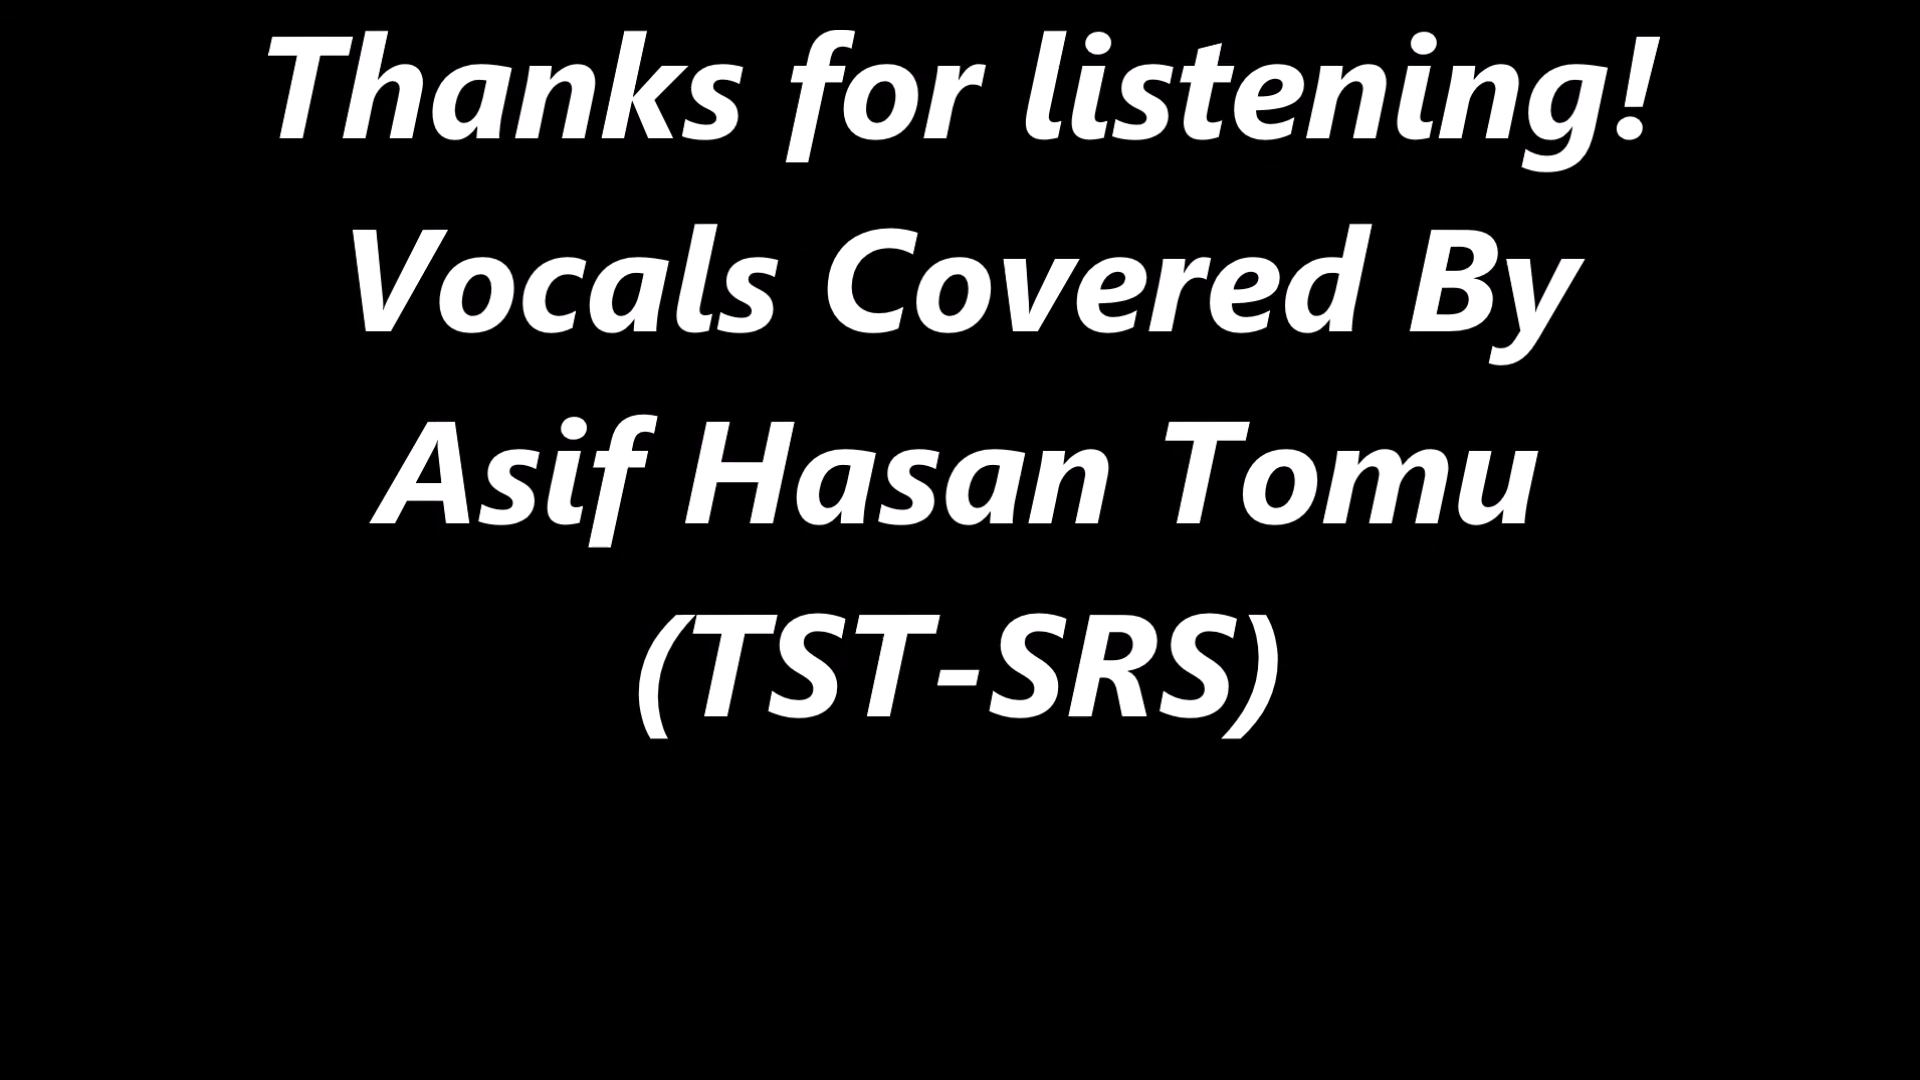 Thanks for listening!
Vocals Covered By
Asif Hasan Tomu
(TST-SRS)